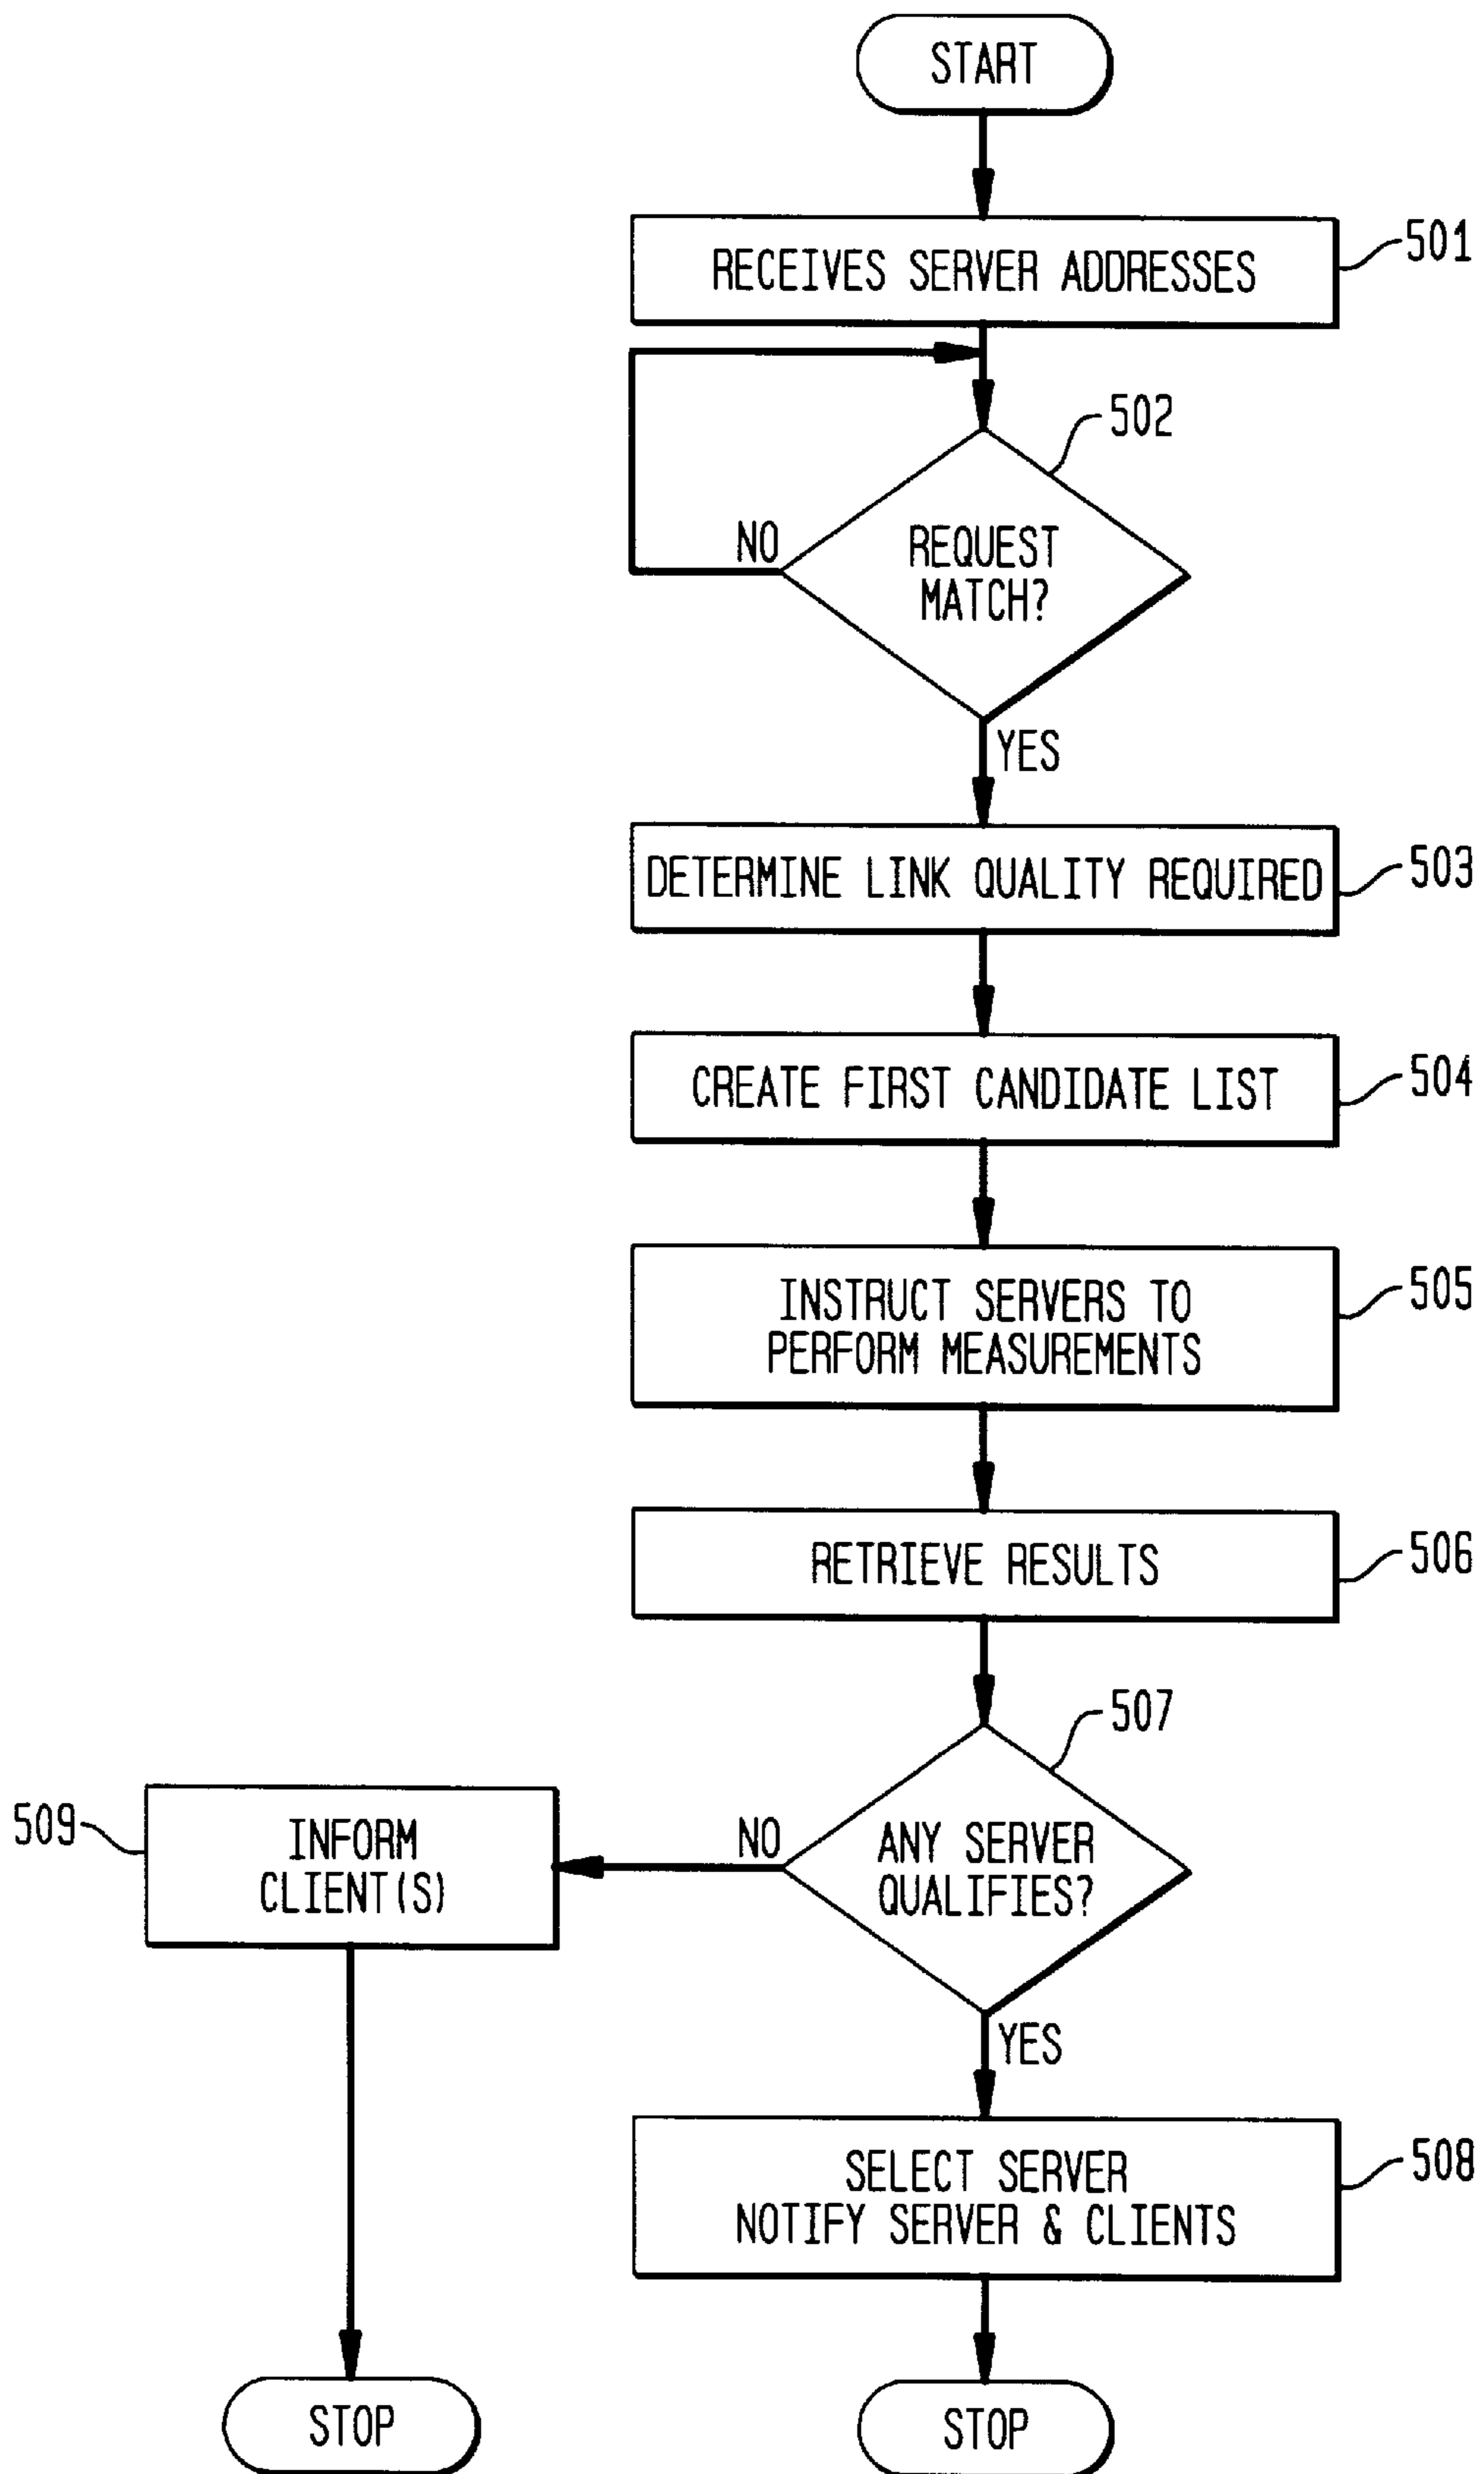 START
RECEIVES SERVER ADDRESSES
501
502
NO
REQUEST
MATCH?
YES
DETERMINE LINK QUALITY REQUIRED
503
CREATE FIRST CANDIDATE LIST
504
INSTRUCT SERVERS TO
PERFORM MEASUREMENTS
505
RETRIEVE RESULTS
506
507
509
INFORM
CLIENT(S)
NO
ANY SERVER
QUALIFIES?
YES
SELECT SERVER
NOTIFY SERVER & CLIENTS
508
STOP
STOP